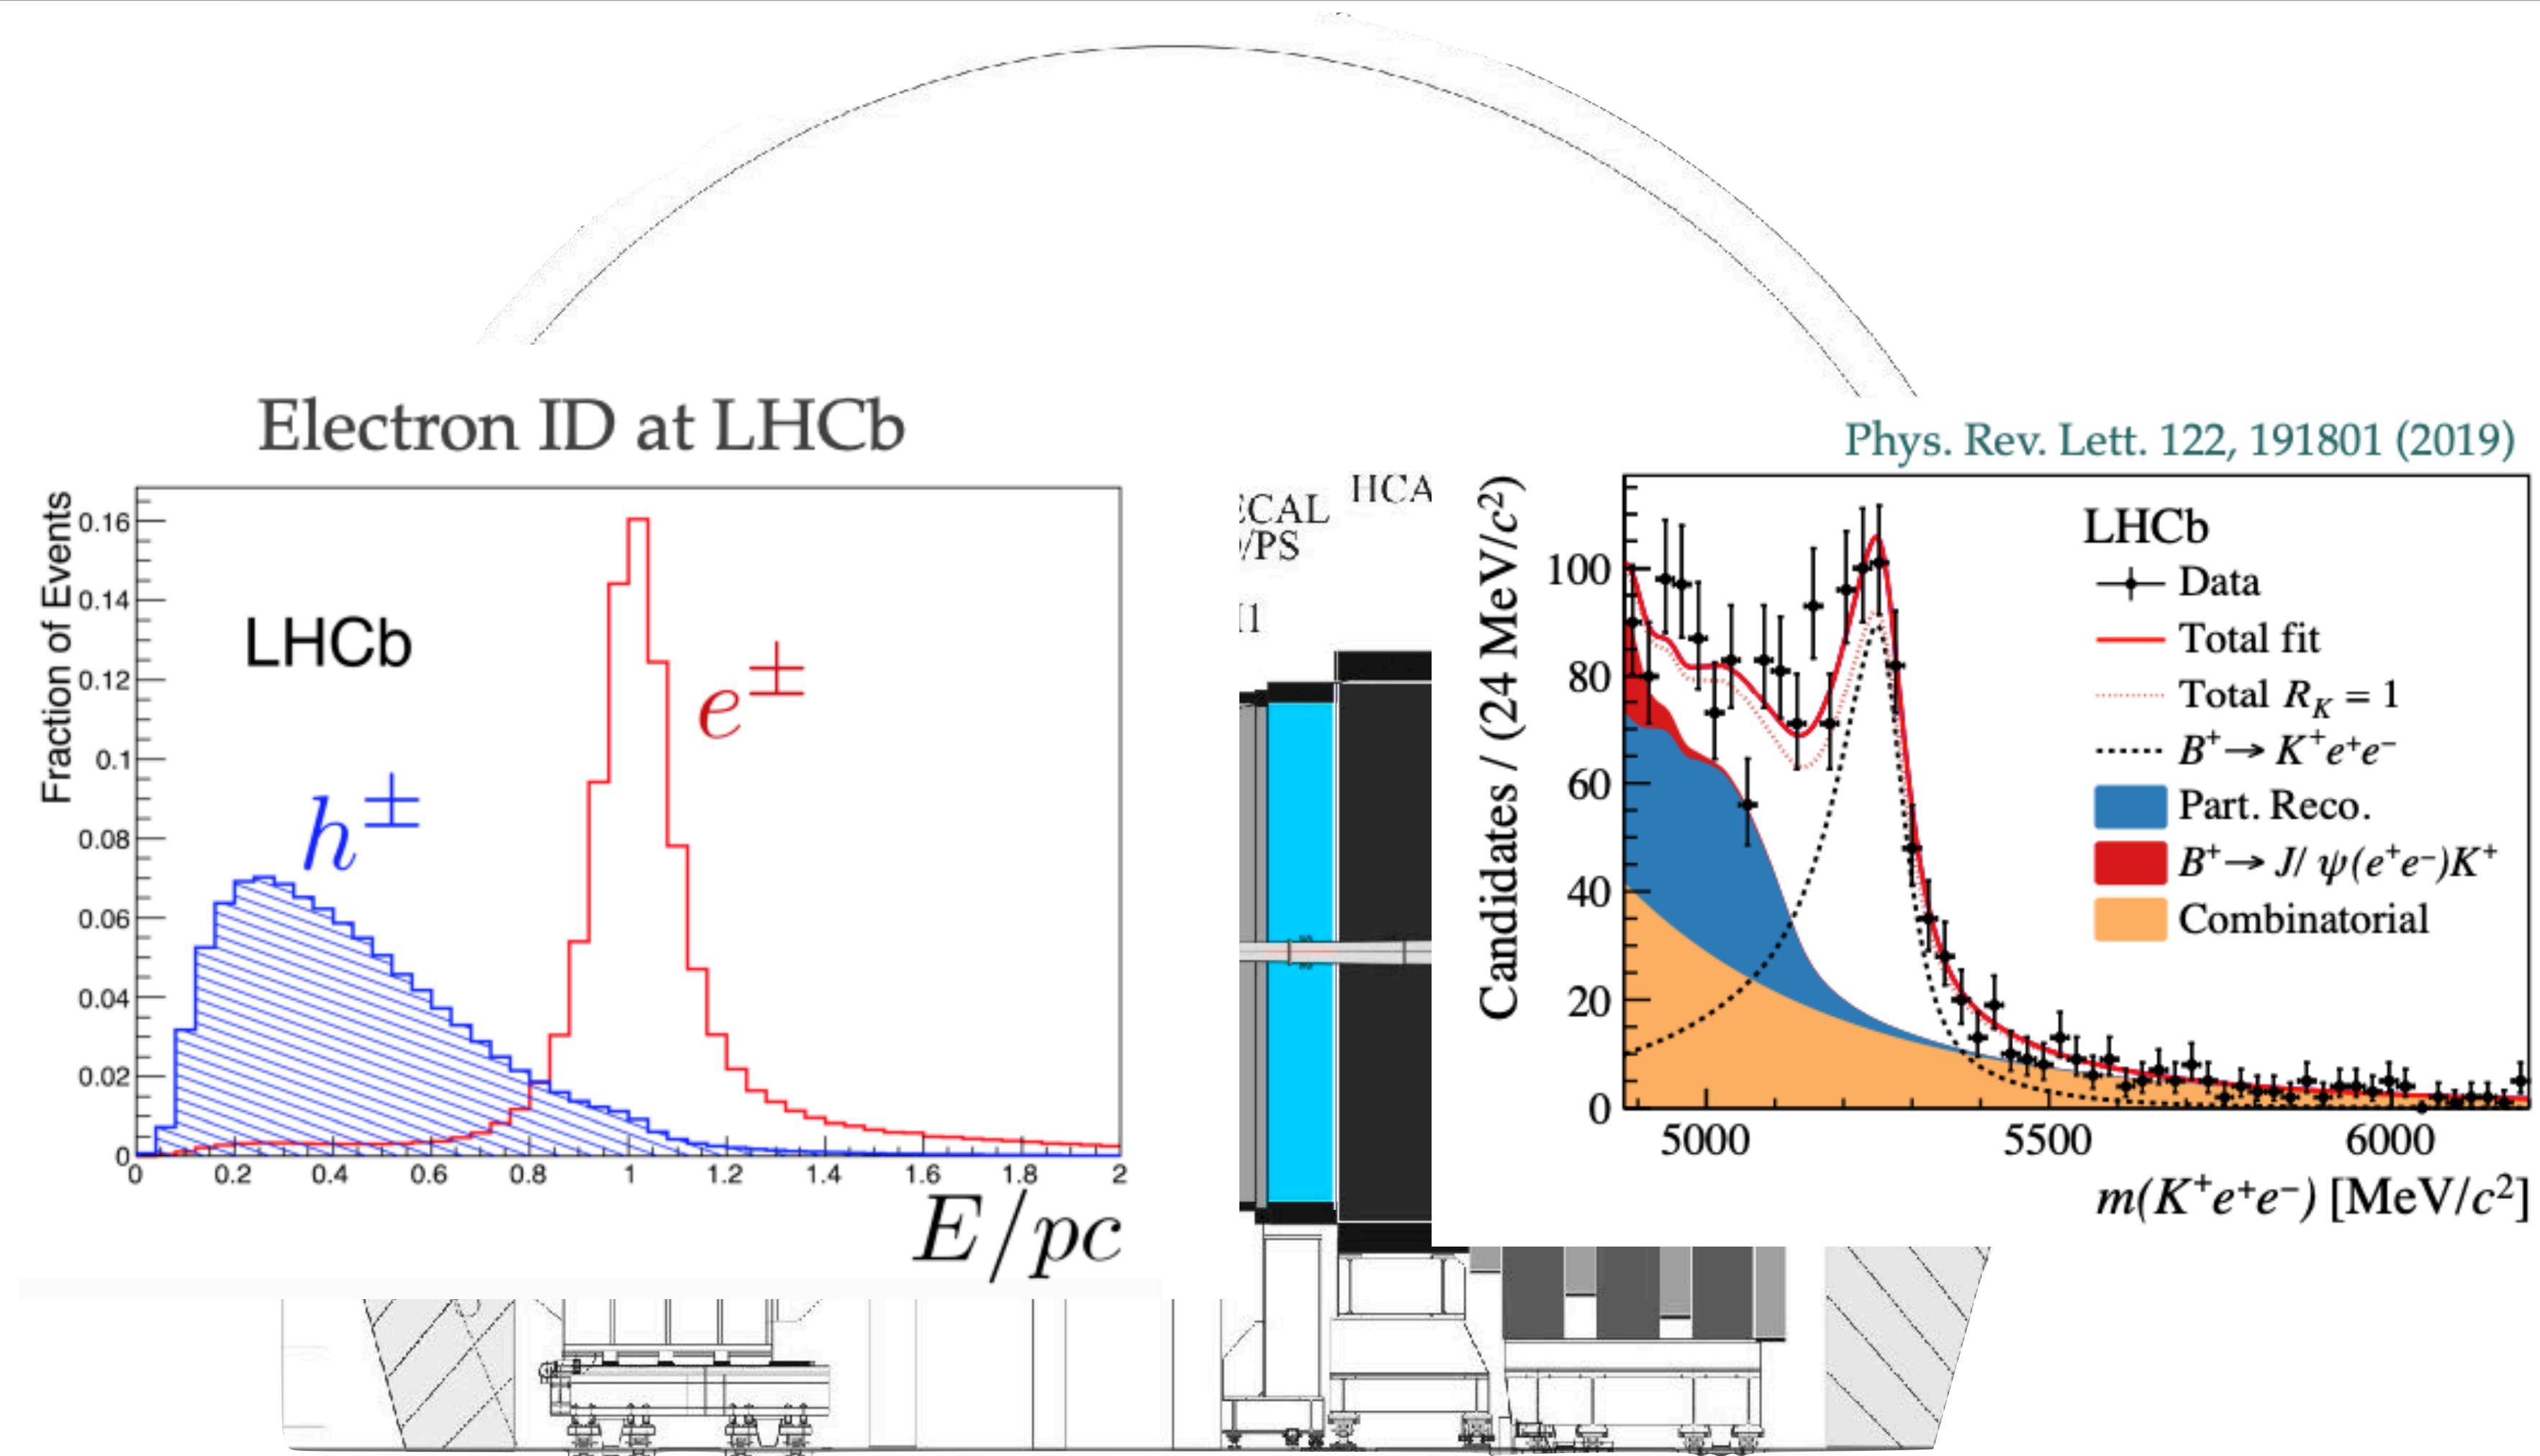 Electron ID at LHCb
Fraction of Events
0.16
0.14
0.12
0.1
0.08
0.06
0.04
0.02
0
LHCb
e±
h±
0 0.2 0.4 0.6 0.8 1 1.2 1.4 1.6 1.8 2
E/pc
ECAL
/PS
HCA
Phys. Rev. Lett. 122, 191801 (2019)
Candidates / (24 MeV/c²)
100
80
60
40
20
0
LHCb
Data
Total fit
Total R_K = 1
B⁺→ K⁺e⁺e⁻
Part. Reco.
B⁺→ J/ψ(e⁺e⁻)K⁺
Combinatorial
5000 5500 6000
m(K⁺e⁺e⁻) [MeV/c²]